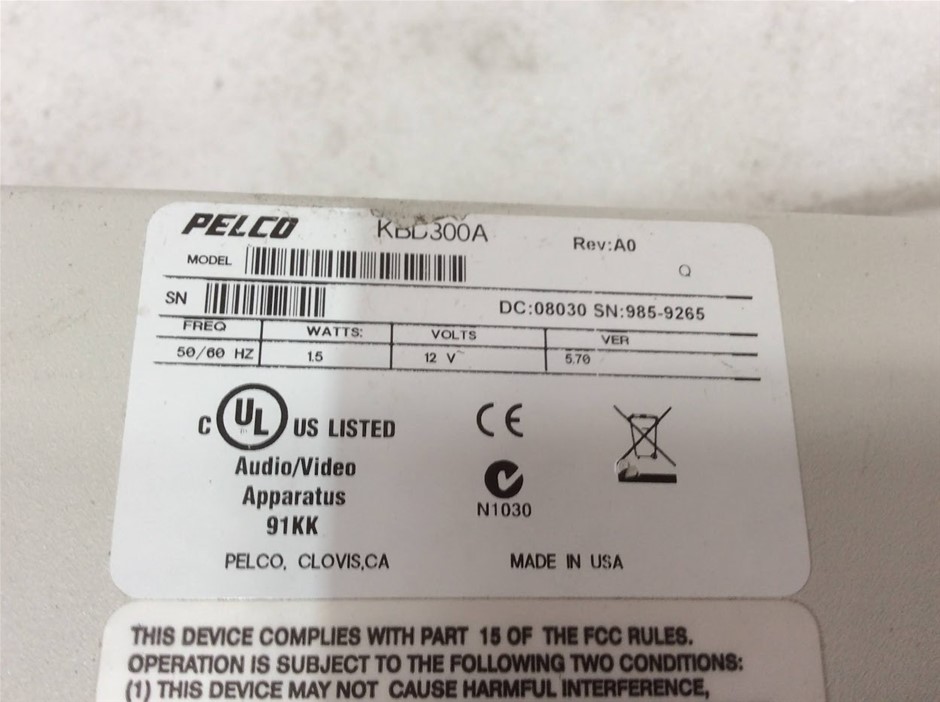 PELCO KBD300A Rev:A0
MODEL Q
SN DC:08030 SN:985-9265
FREQ WATTS: VOLTS VER
50/60 HZ 1.5 12 V 5.70
C UL US LISTED CE
Audio/Video
Apparatus
91KK
N1030
PELCO, CLOVIS,CA MADE IN USA
THIS DEVICE COMPLIES WITH PART 15 OF THE FCC RULES.
OPERATION IS SUBJECT TO THE FOLLOWING TWO CONDITIONS:
(1) THIS DEVICE MAY NOT CAUSE HARMFUL INTERFERENCE,